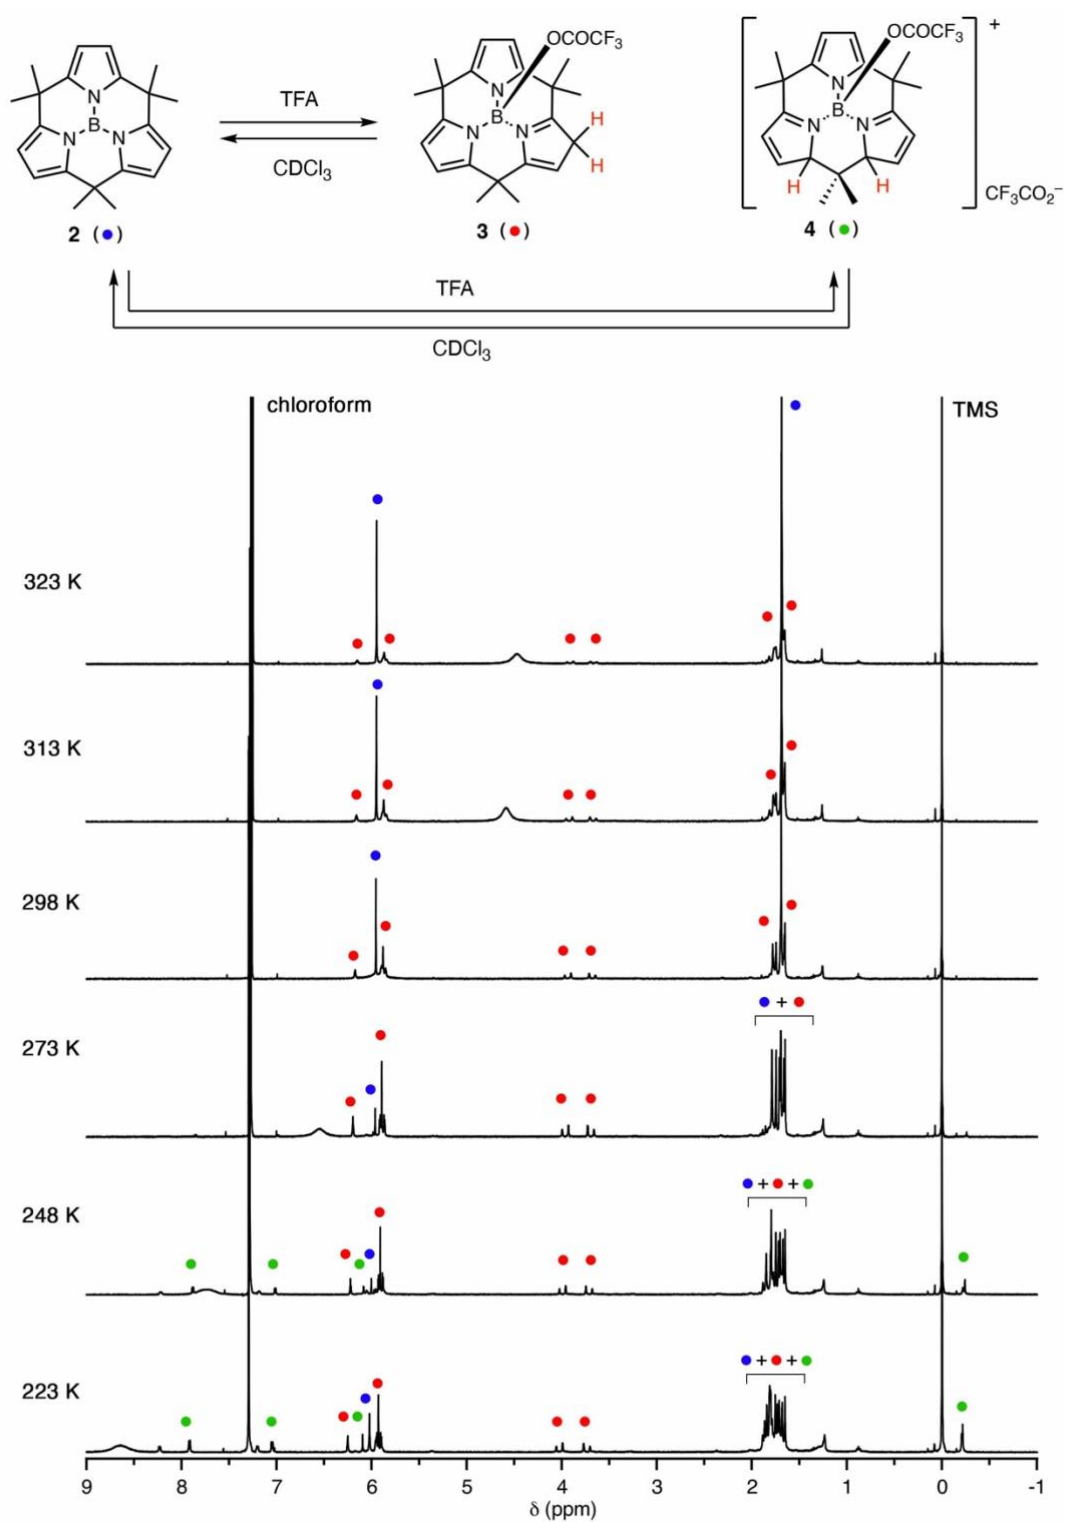 OCOCF3
OCOCF3
+
N
B
N
N
TFA
CDCl3
N
B
N
N
H
H
N
B
N
N
H
H
CF3CO2−
2 (●)
3 (●)
4 (●)
TFA
CDCl3
chloroform
TMS
323 K
313 K
298 K
● + ●
273 K
● + ● + ●
248 K
● + ● + ●
223 K
9 8 7 6 5 4 3 2 1 0 -1
δ (ppm)